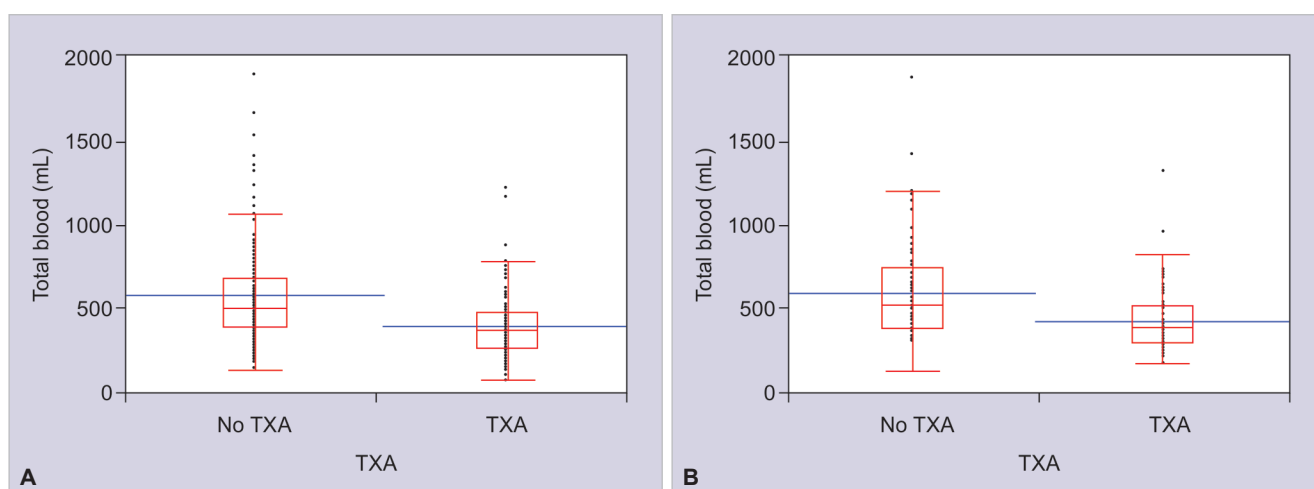 2000
1500
1000
500
0
Total blood (mL)
No TXA TXA
TXA
A
2000
1500
1000
500
0
Total blood (mL)
No TXA TXA
TXA
B